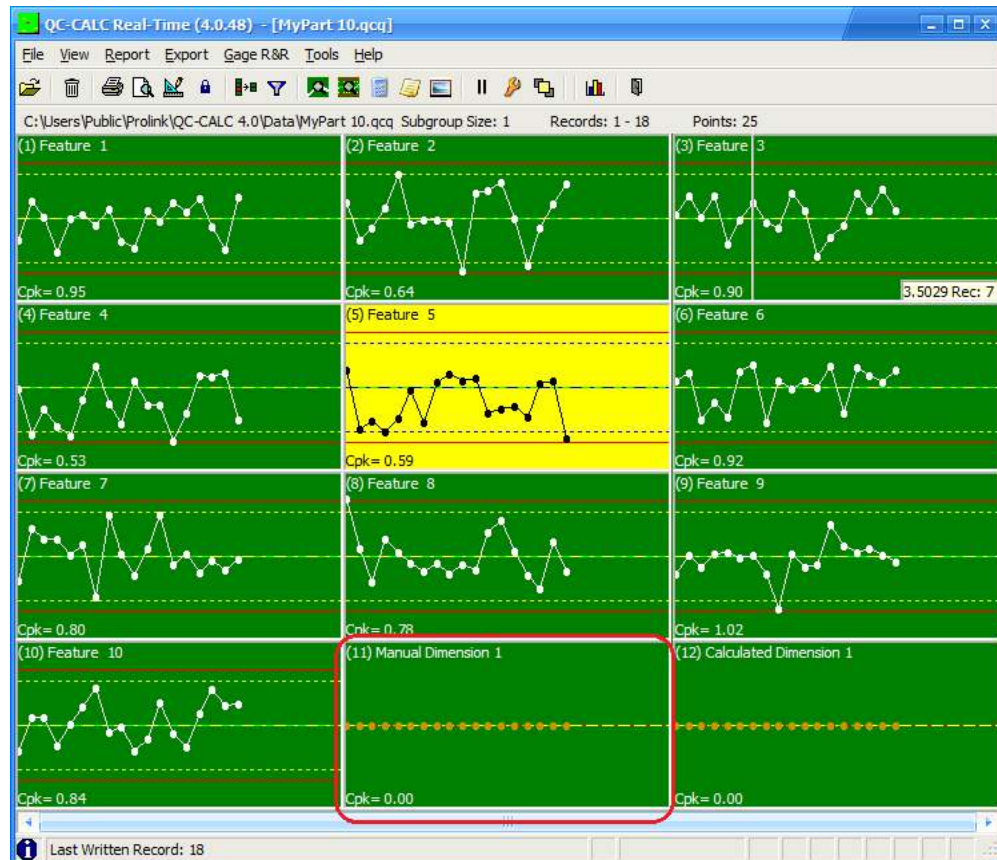 QC-CALC Real-Time (4.0.48) - [MyPart 10.qcq]
File View Report Export Gage R&R Tools Help
C:\Users\Public\Prolink\QC-CALC 4.0\Data\MyPart 10.qcq Subgroup Size: 1 Records: 1 - 18 Points: 25
(1) Feature 1 (2) Feature 2 (3) Feature 3
Cpk= 0.95 Cpk= 0.64 Cpk= 0.90 3.5029 Rec: 7
(4) Feature 4 (5) Feature 5 (6) Feature 6
Cpk= 0.53 Cpk= 0.59 Cpk= 0.92
(7) Feature 7 (8) Feature 8 (9) Feature 9
Cpk= 0.80 Cpk= 0.78 Cpk= 1.02
(10) Feature 10 (11) Manual Dimension 1 (12) Calculated Dimension 1
Cpk= 0.84 Cpk= 0.00 Cpk= 0.00
Last Written Record: 18